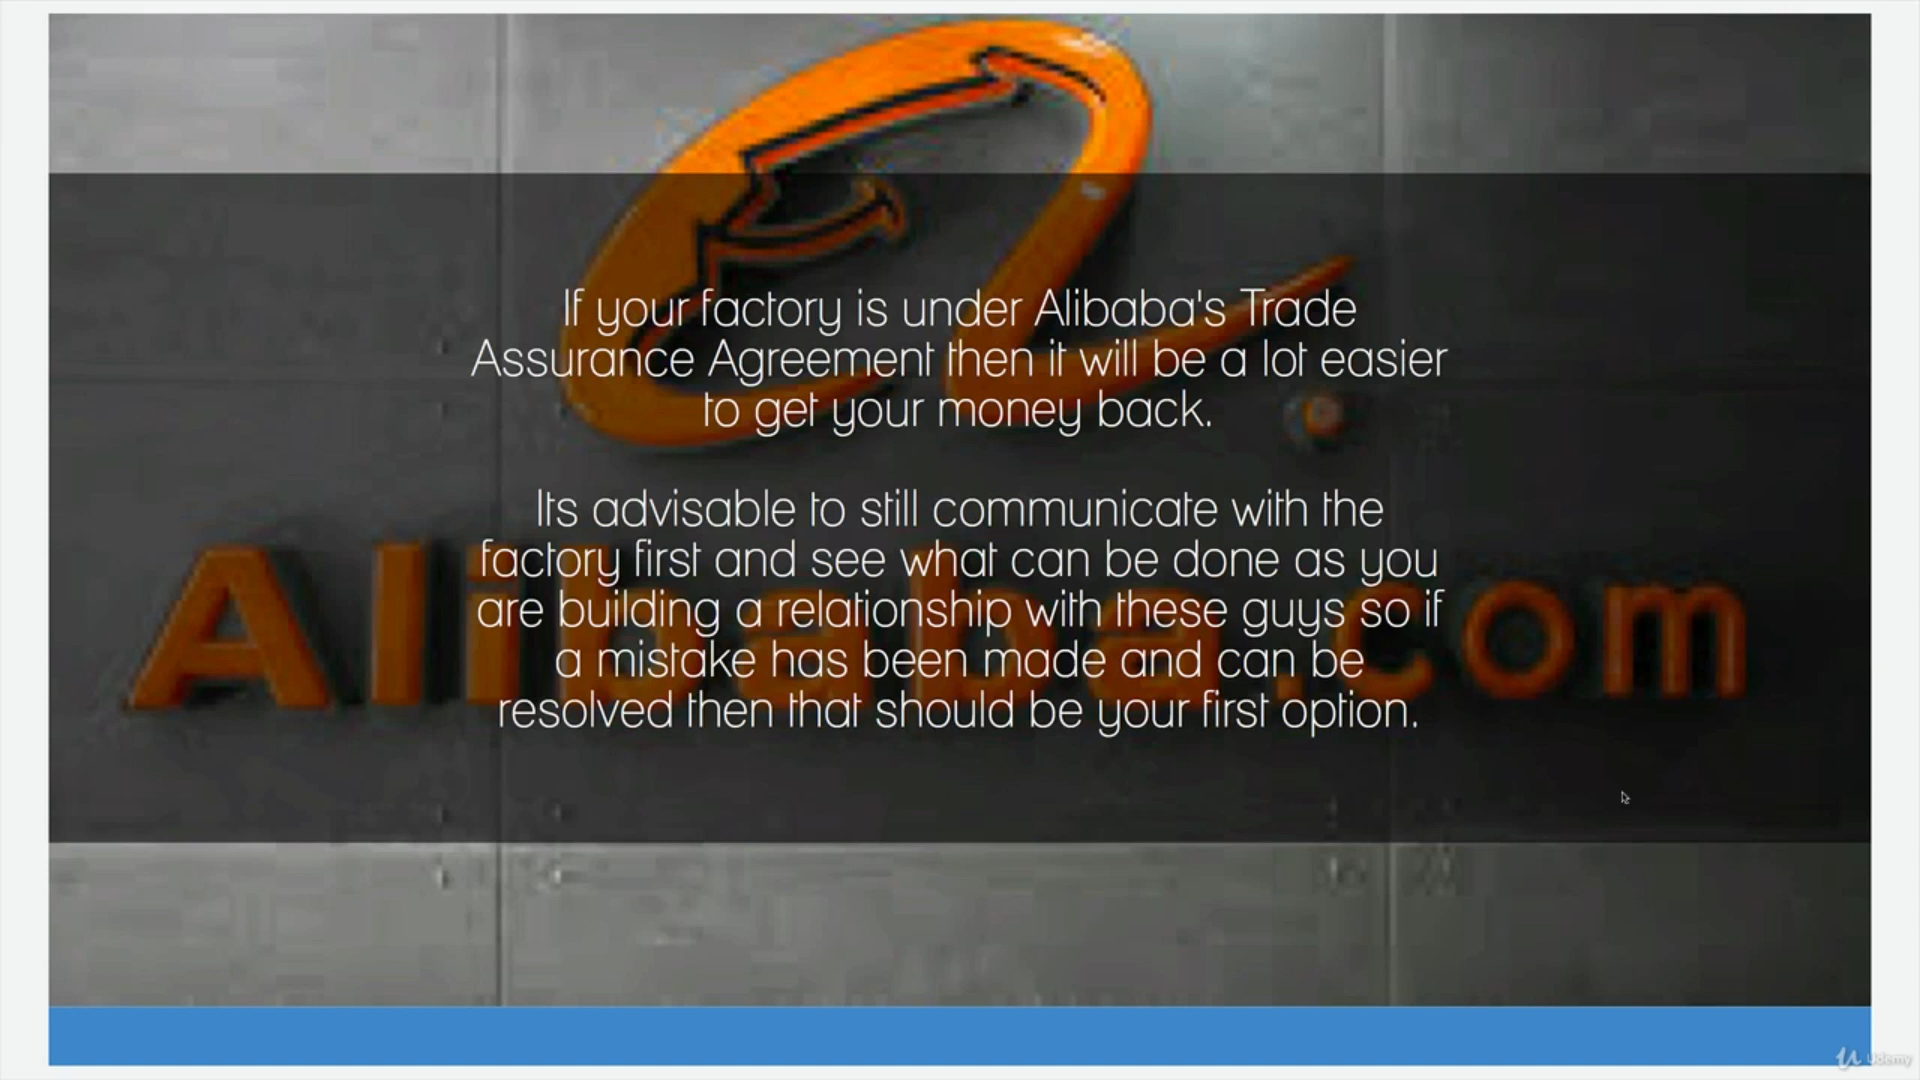 If your factory is under Alibaba's Trade
Assurance Agreement then it will be a lot easier
to get your money back.
Its advisable to still communicate with the
factory first and see what can be done as you
are building a relationship with these guys so if
a mistake has been made and can be
resolved then that should be your first option.
Alibaba.com
Udemy